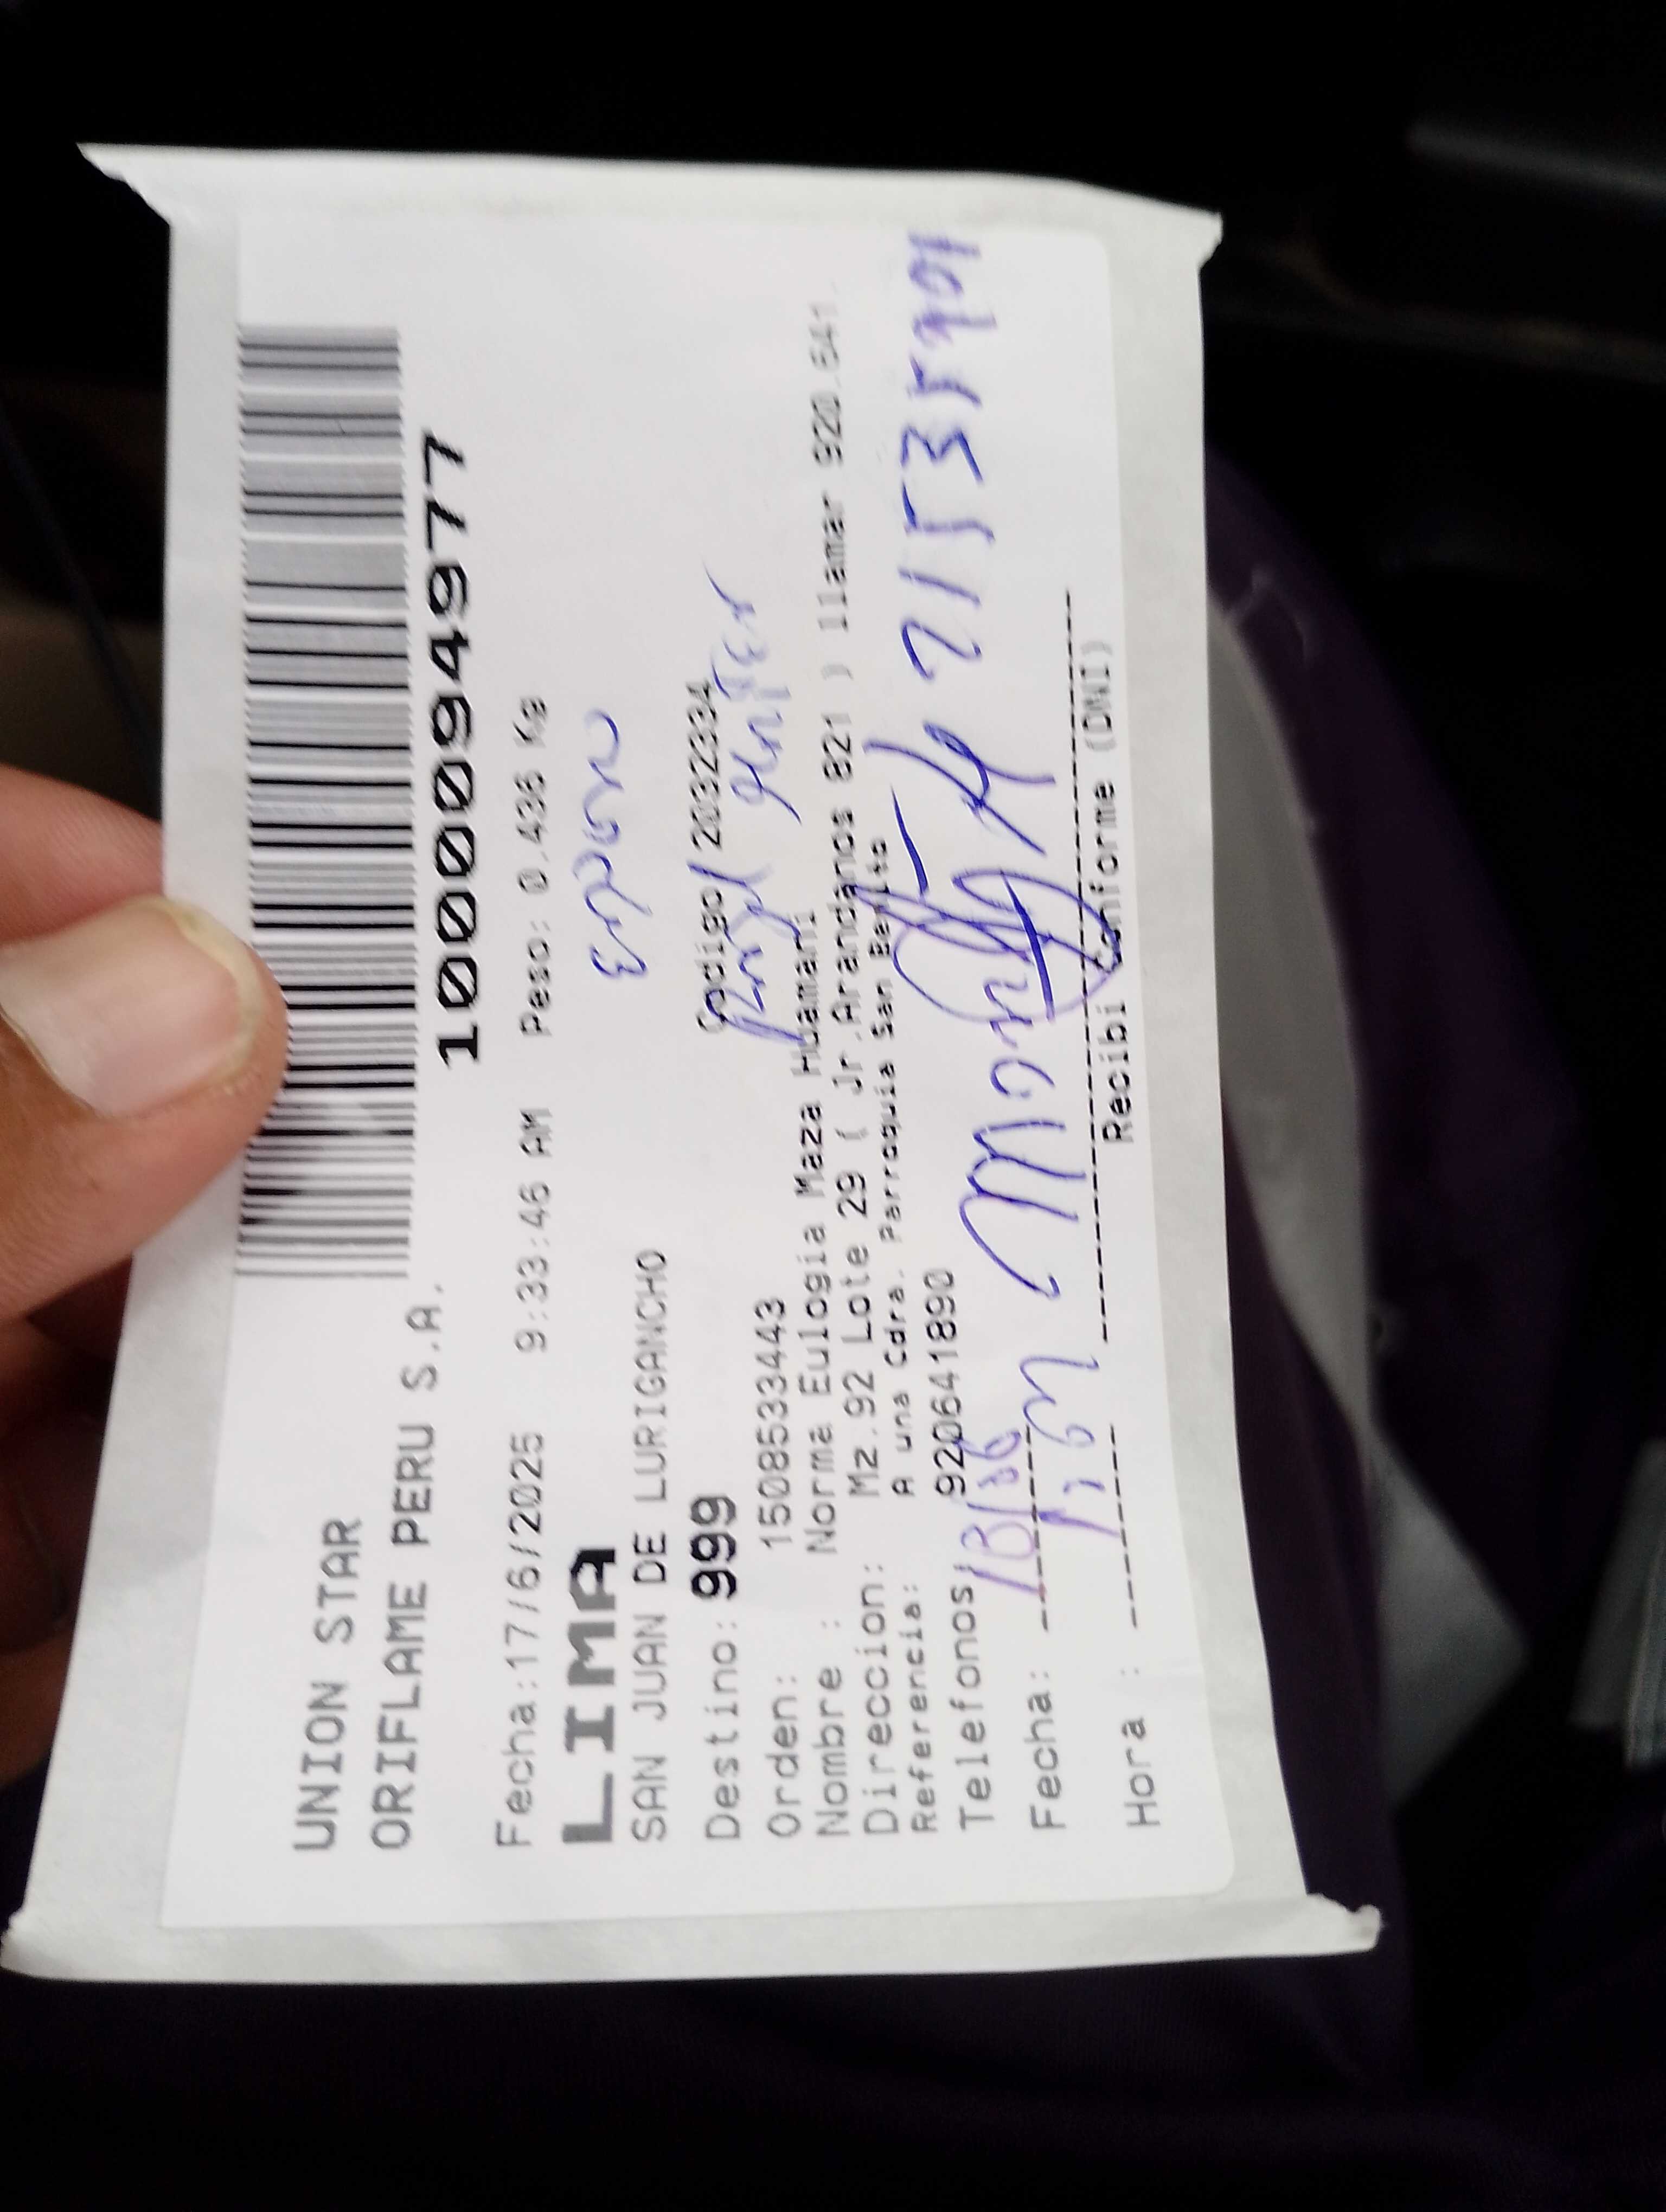 UNION STAR
ORIFLAME PERU S.A.
1000094977
Fecha:17/6/2025 9:33:46 AM Peso: 0.436 Kg
LIMA
SAN JUAN DE LURIGANCHO
Destino: 999 Codigo/ 2032334
Orden: 1508533443
Nombre : Norma Eulogia Maza Huamani
Direccion: Mz.92 Lote 29 ( Jr.Arandanos 821 ) ) llamar 920.641.
Referencia: A una Cdra. Parroquia San Benito
Telefonos: 920641890
Fecha:
Hora :
Recibi Conforme (DNI)